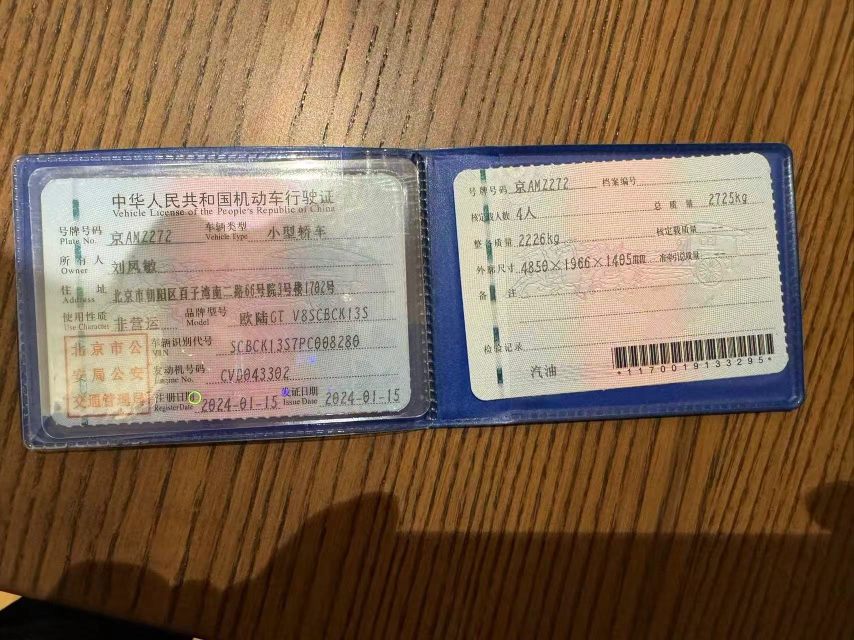 中华人民共和国机动车行驶证
Vehicle License of the People's Republic of China
号牌号码 京AMZ272 车辆类型 小型轿车
Plate No. Vehicle Type
所有人 刘风敏
Owner
住址 北京市朝阳区百子湾南二路66号院3号楼1702号
Address
使用性质 非营运 品牌型号 欧陆GT V8SCBCK13S
Use Character Model
北京市公安局公安交通管理局
车辆识别代号 SCBCK13S7PC008280
VIN
发动机号码 CVD043302
Engine No.
注册日期 2024-01-15 发证日期 2024-01-15
Register Date Issue Date
号牌号码 京AMZ272 档案编号
核定载人数 4人 总质量 2725kg
整备质量 2226kg 核定载质量
外廓尺寸 4850×1966×1405mm 准牵引总质量
备注
检验记录
汽油
*1170019133295*